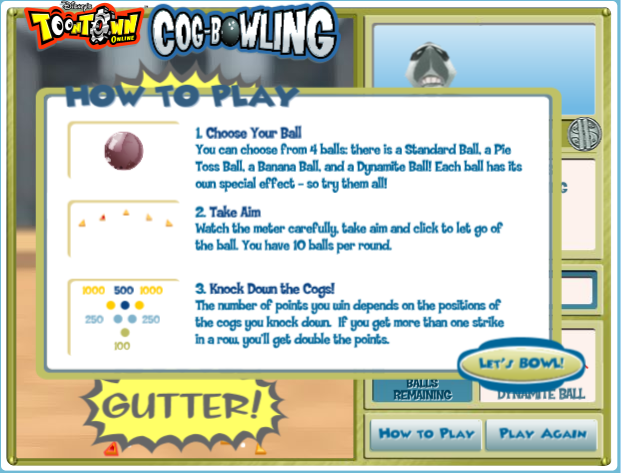 Disney's
TOONTOWN
ONLINE
COG-BOWLING
HOW TO PLAY
1. Choose Your Ball
You can choose from 4 balls: there is a Standard Ball, a Pie
Toss Ball, a Banana Ball, and a Dynamite Ball! Each ball has its
own special effect - so try them all!
2. Take Aim
Watch the meter carefully, take aim and click to let go of
the ball. You have 10 balls per round.
1000 500 1000
250 250
100
3. Knock Down the Cogs!
The number of points you win depends on the positions of
the cogs you knock down. If you get more than one strike
in a row, you'll get double the points.
LET'S BOWL!
GUTTER!
BALLS
REMAINING
DYNAMITE BALL
HOW TO PLAY
PLAY AGAIN